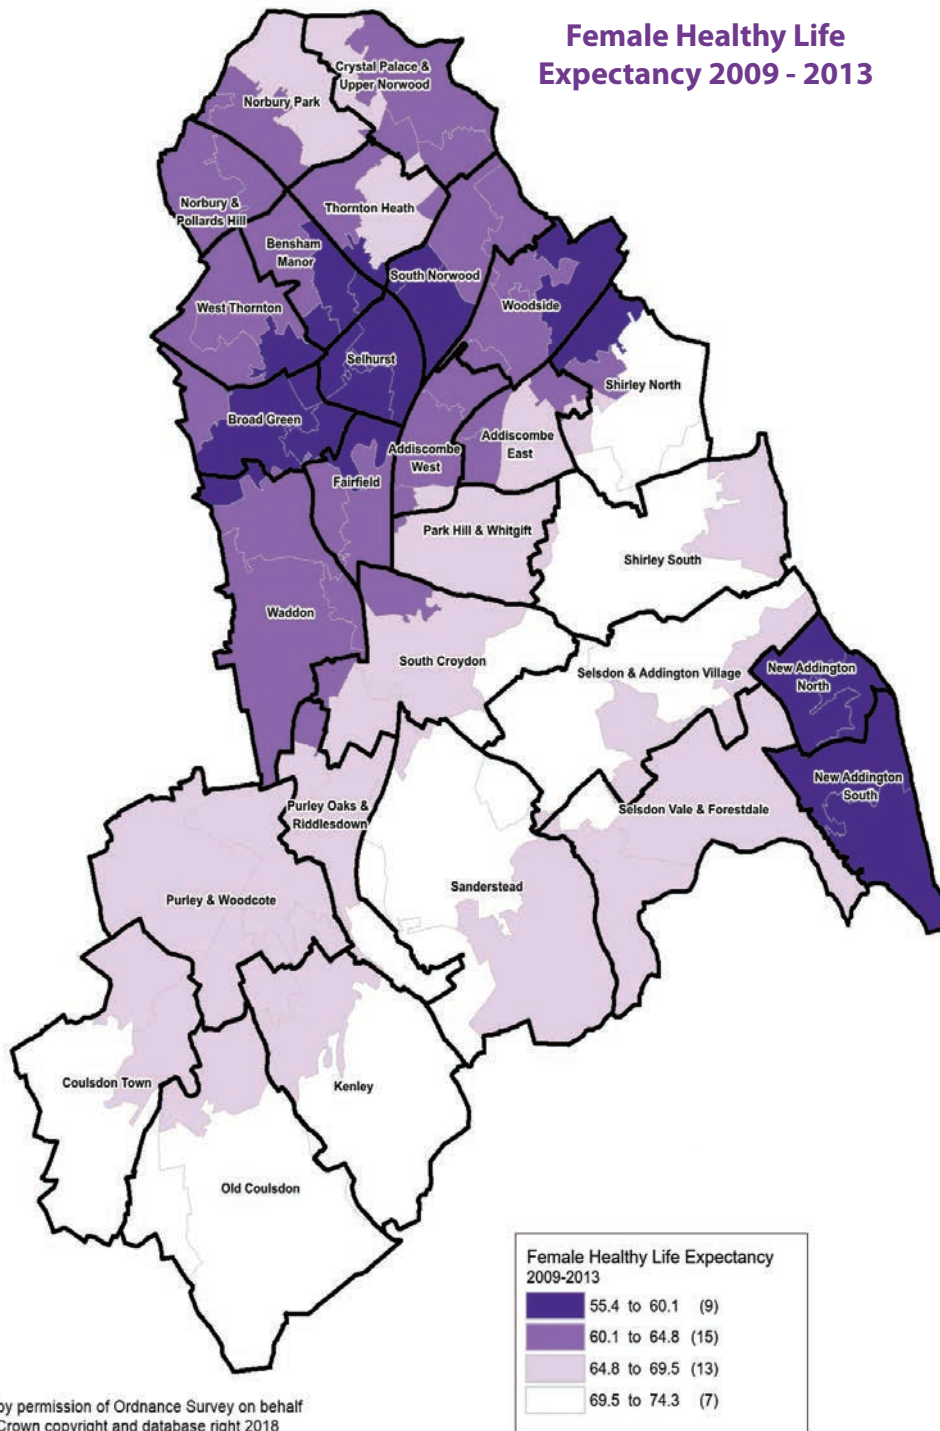 Female Healthy Life
Expectancy 2009 - 2013
Crystal Palace &
Upper Norwood
Norbury Park
Norbury &
Pollards Hill
Thornton Heath
Bensham
Manor
South Norwood
West Thornton
Woodside
Selhurst
Shirley North
Broad Green
Addiscombe
West
Addiscombe
East
Fairfield
Park Hill & Whitgift
Shirley South
Waddon
South Croydon
Selsdon & Addington Village
New Addington
North
New Addington
South
Purley Oaks &
Riddlesdown
Selsdon Vale & Forestdale
Sanderstead
Purley & Woodcote
Coulsdon Town
Kenley
Old Coulsdon
Female Healthy Life Expectancy
2009-2013
55.4 to 60.1 (9)
60.1 to 64.8 (15)
64.8 to 69.5 (13)
69.5 to 74.3 (7)
by permission of Ordnance Survey on behalf
Crown copyright and database right 2018